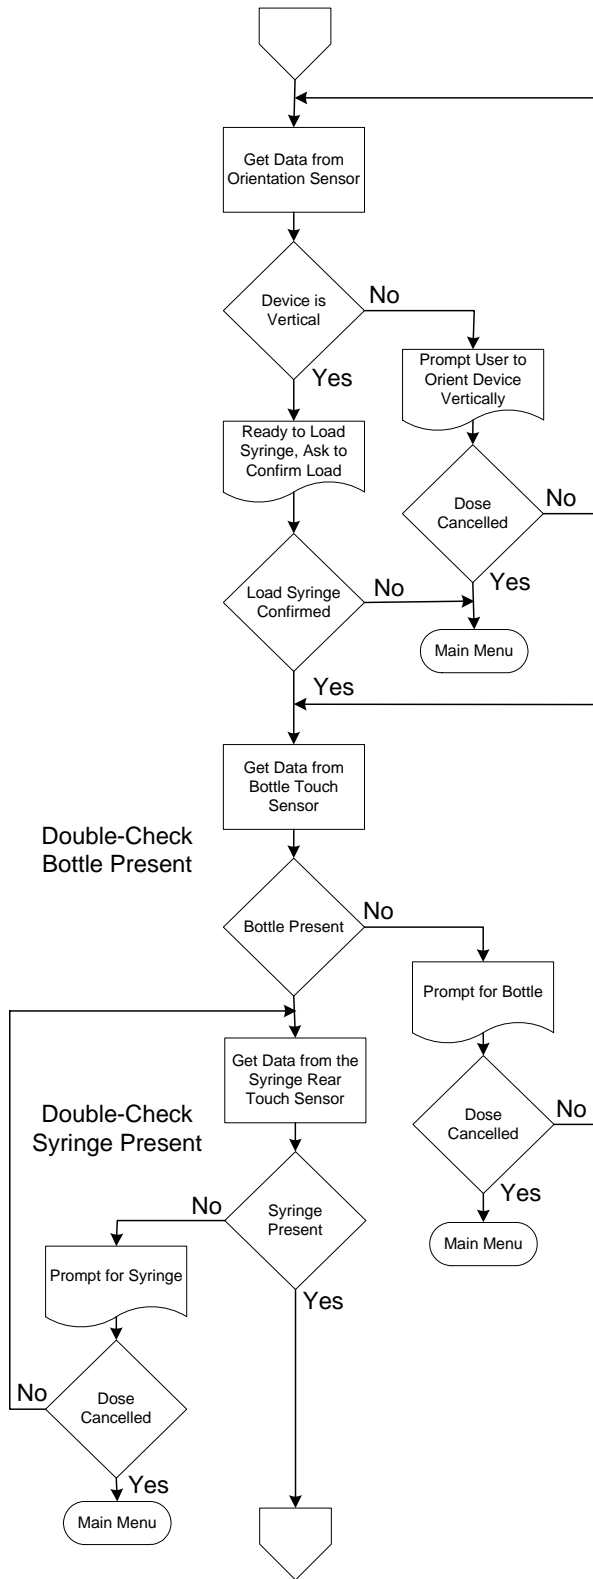 Get Data from
Orientation Sensor
Device is
Vertical
No
Yes
Prompt User to
Orient Device
Vertically
Ready to Load
Syringe, Ask to
Confirm Load
Dose
Cancelled
No
Yes
Load Syringe
Confirmed
No
Yes
Main Menu
Get Data from
Bottle Touch
Sensor
Double-Check
Bottle Present
Bottle Present
No
Prompt for Bottle
Get Data from the
Syringe Rear
Touch Sensor
Double-Check
Syringe Present
Dose
Cancelled
No
Yes
Main Menu
Syringe
Present
No
Yes
Prompt for Syringe
Dose
Cancelled
No
Yes
Main Menu